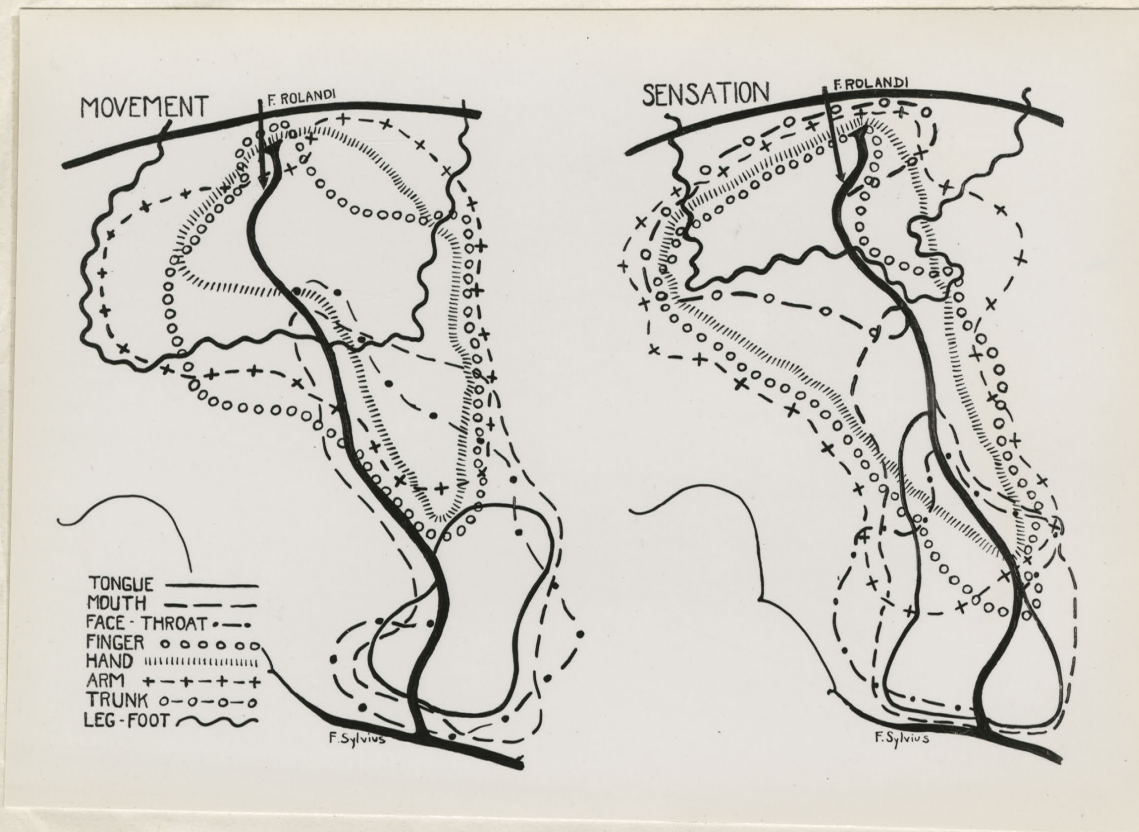 MOVEMENT
F. ROLANDI
SENSATION
F. ROLANDI
TONGUE
MOUTH
FACE - THROAT
FINGER
HAND
ARM
TRUNK
LEG - FOOT
F. Sylvius
F. Sylvius